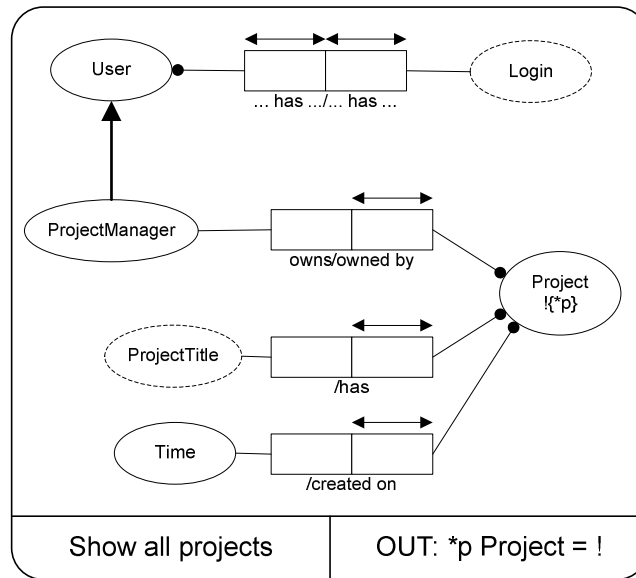 User
Login
... has .../... has ...
ProjectManager
owns/owned by
Project
!{*p}
ProjectTitle
/has
Time
/created on
Show all projects
OUT: *p Project = !